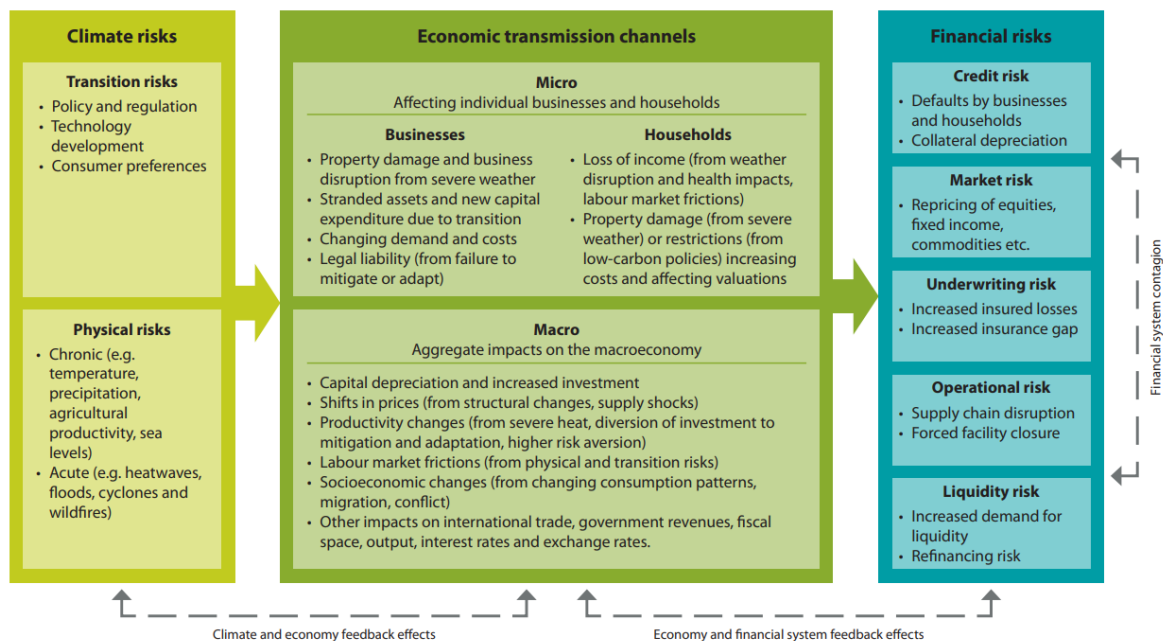 Climate risks
Transition risks
• Policy and regulation
• Technology
development
• Consumer preferences
Physical risks
• Chronic (e.g.
temperature,
precipitation,
agricultural
productivity, sea
levels)
• Acute (e.g. heatwaves,
floods, cyclones and
wildfires)
Economic transmission channels
Micro
Affecting individual businesses and households
Businesses
• Property damage and business
disruption from severe weather
• Stranded assets and new capital
expenditure due to transition
• Changing demand and costs
• Legal liability (from failure to
mitigate or adapt)
Households
• Loss of income (from weather
disruption and health impacts,
labour market frictions)
• Property damage (from severe
weather) or restrictions (from
low-carbon policies) increasing
costs and affecting valuations
Macro
Aggregate impacts on the macroeconomy
• Capital depreciation and increased investment
• Shifts in prices (from structural changes, supply shocks)
• Productivity changes (from severe heat, diversion of investment to
mitigation and adaptation, higher risk aversion)
• Labour market frictions (from physical and transition risks)
• Socioeconomic changes (from changing consumption patterns,
migration, conflict)
• Other impacts on international trade, government revenues, fiscal
space, output, interest rates and exchange rates.
Financial risks
Credit risk
• Defaults by businesses
and households
• Collateral depreciation
Market risk
• Repricing of equities,
fixed income,
commodities etc.
Underwriting risk
• Increased insured losses
• Increased insurance gap
Operational risk
• Supply chain disruption
• Forced facility closure
Liquidity risk
• Increased demand for
liquidity
• Refinancing risk
Financial system contagion
Climate and economy feedback effects
Economy and financial system feedback effects